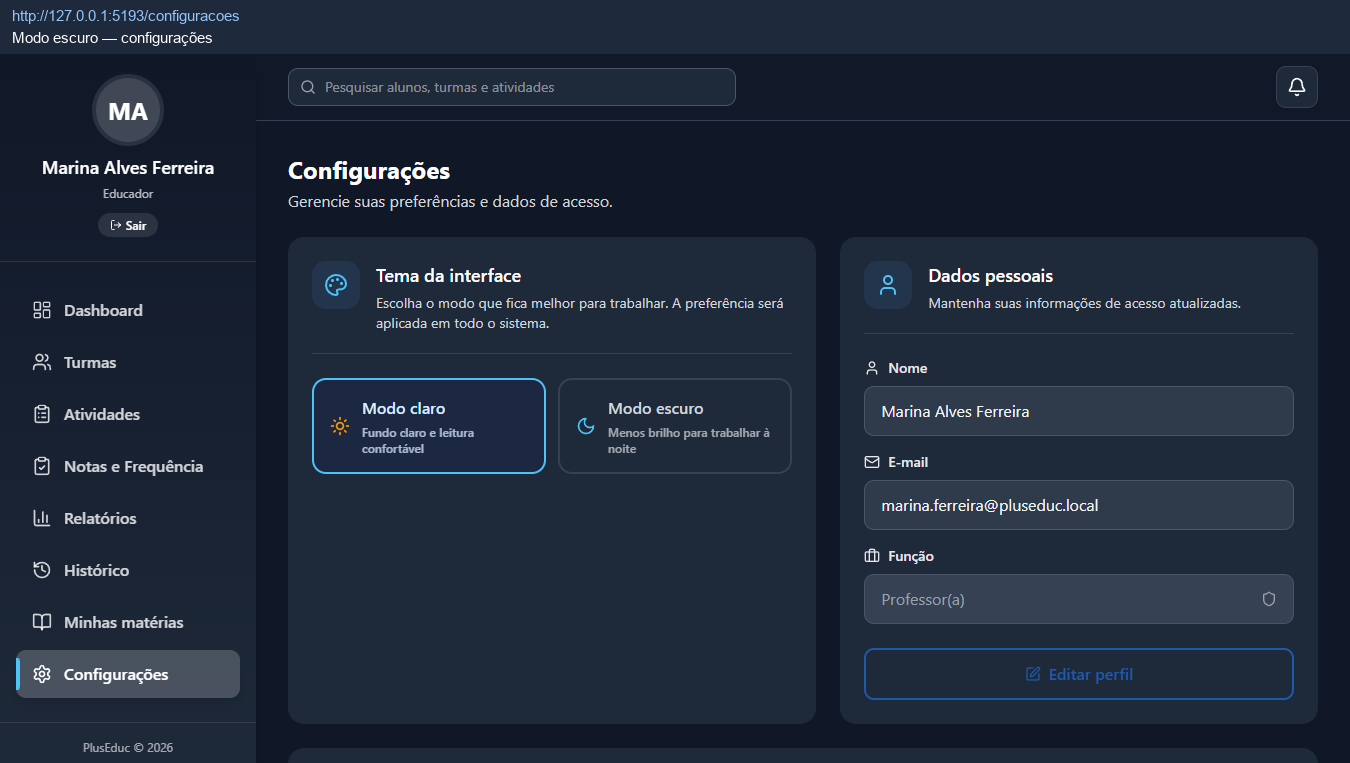 http://127.0.0.1:5193/configuracoes
Modo escuro — configurações
MA
Marina Alves Ferreira
Educador
Sair
Dashboard
Turmas
Atividades
Notas e Frequência
Relatórios
Histórico
Minhas matérias
Configurações
PlusEduc © 2026
Pesquisar alunos, turmas e atividades
Configurações
Gerencie suas preferências e dados de acesso.
Tema da interface
Escolha o modo que fica melhor para trabalhar. A preferência será
aplicada em todo o sistema.
Modo claro
Fundo claro e leitura
confortável
Modo escuro
Menos brilho para trabalhar à
noite
Dados pessoais
Mantenha suas informações de acesso atualizadas.
Nome
Marina Alves Ferreira
E-mail
marina.ferreira@pluseduc.local
Função
Professor(a)
Editar perfil